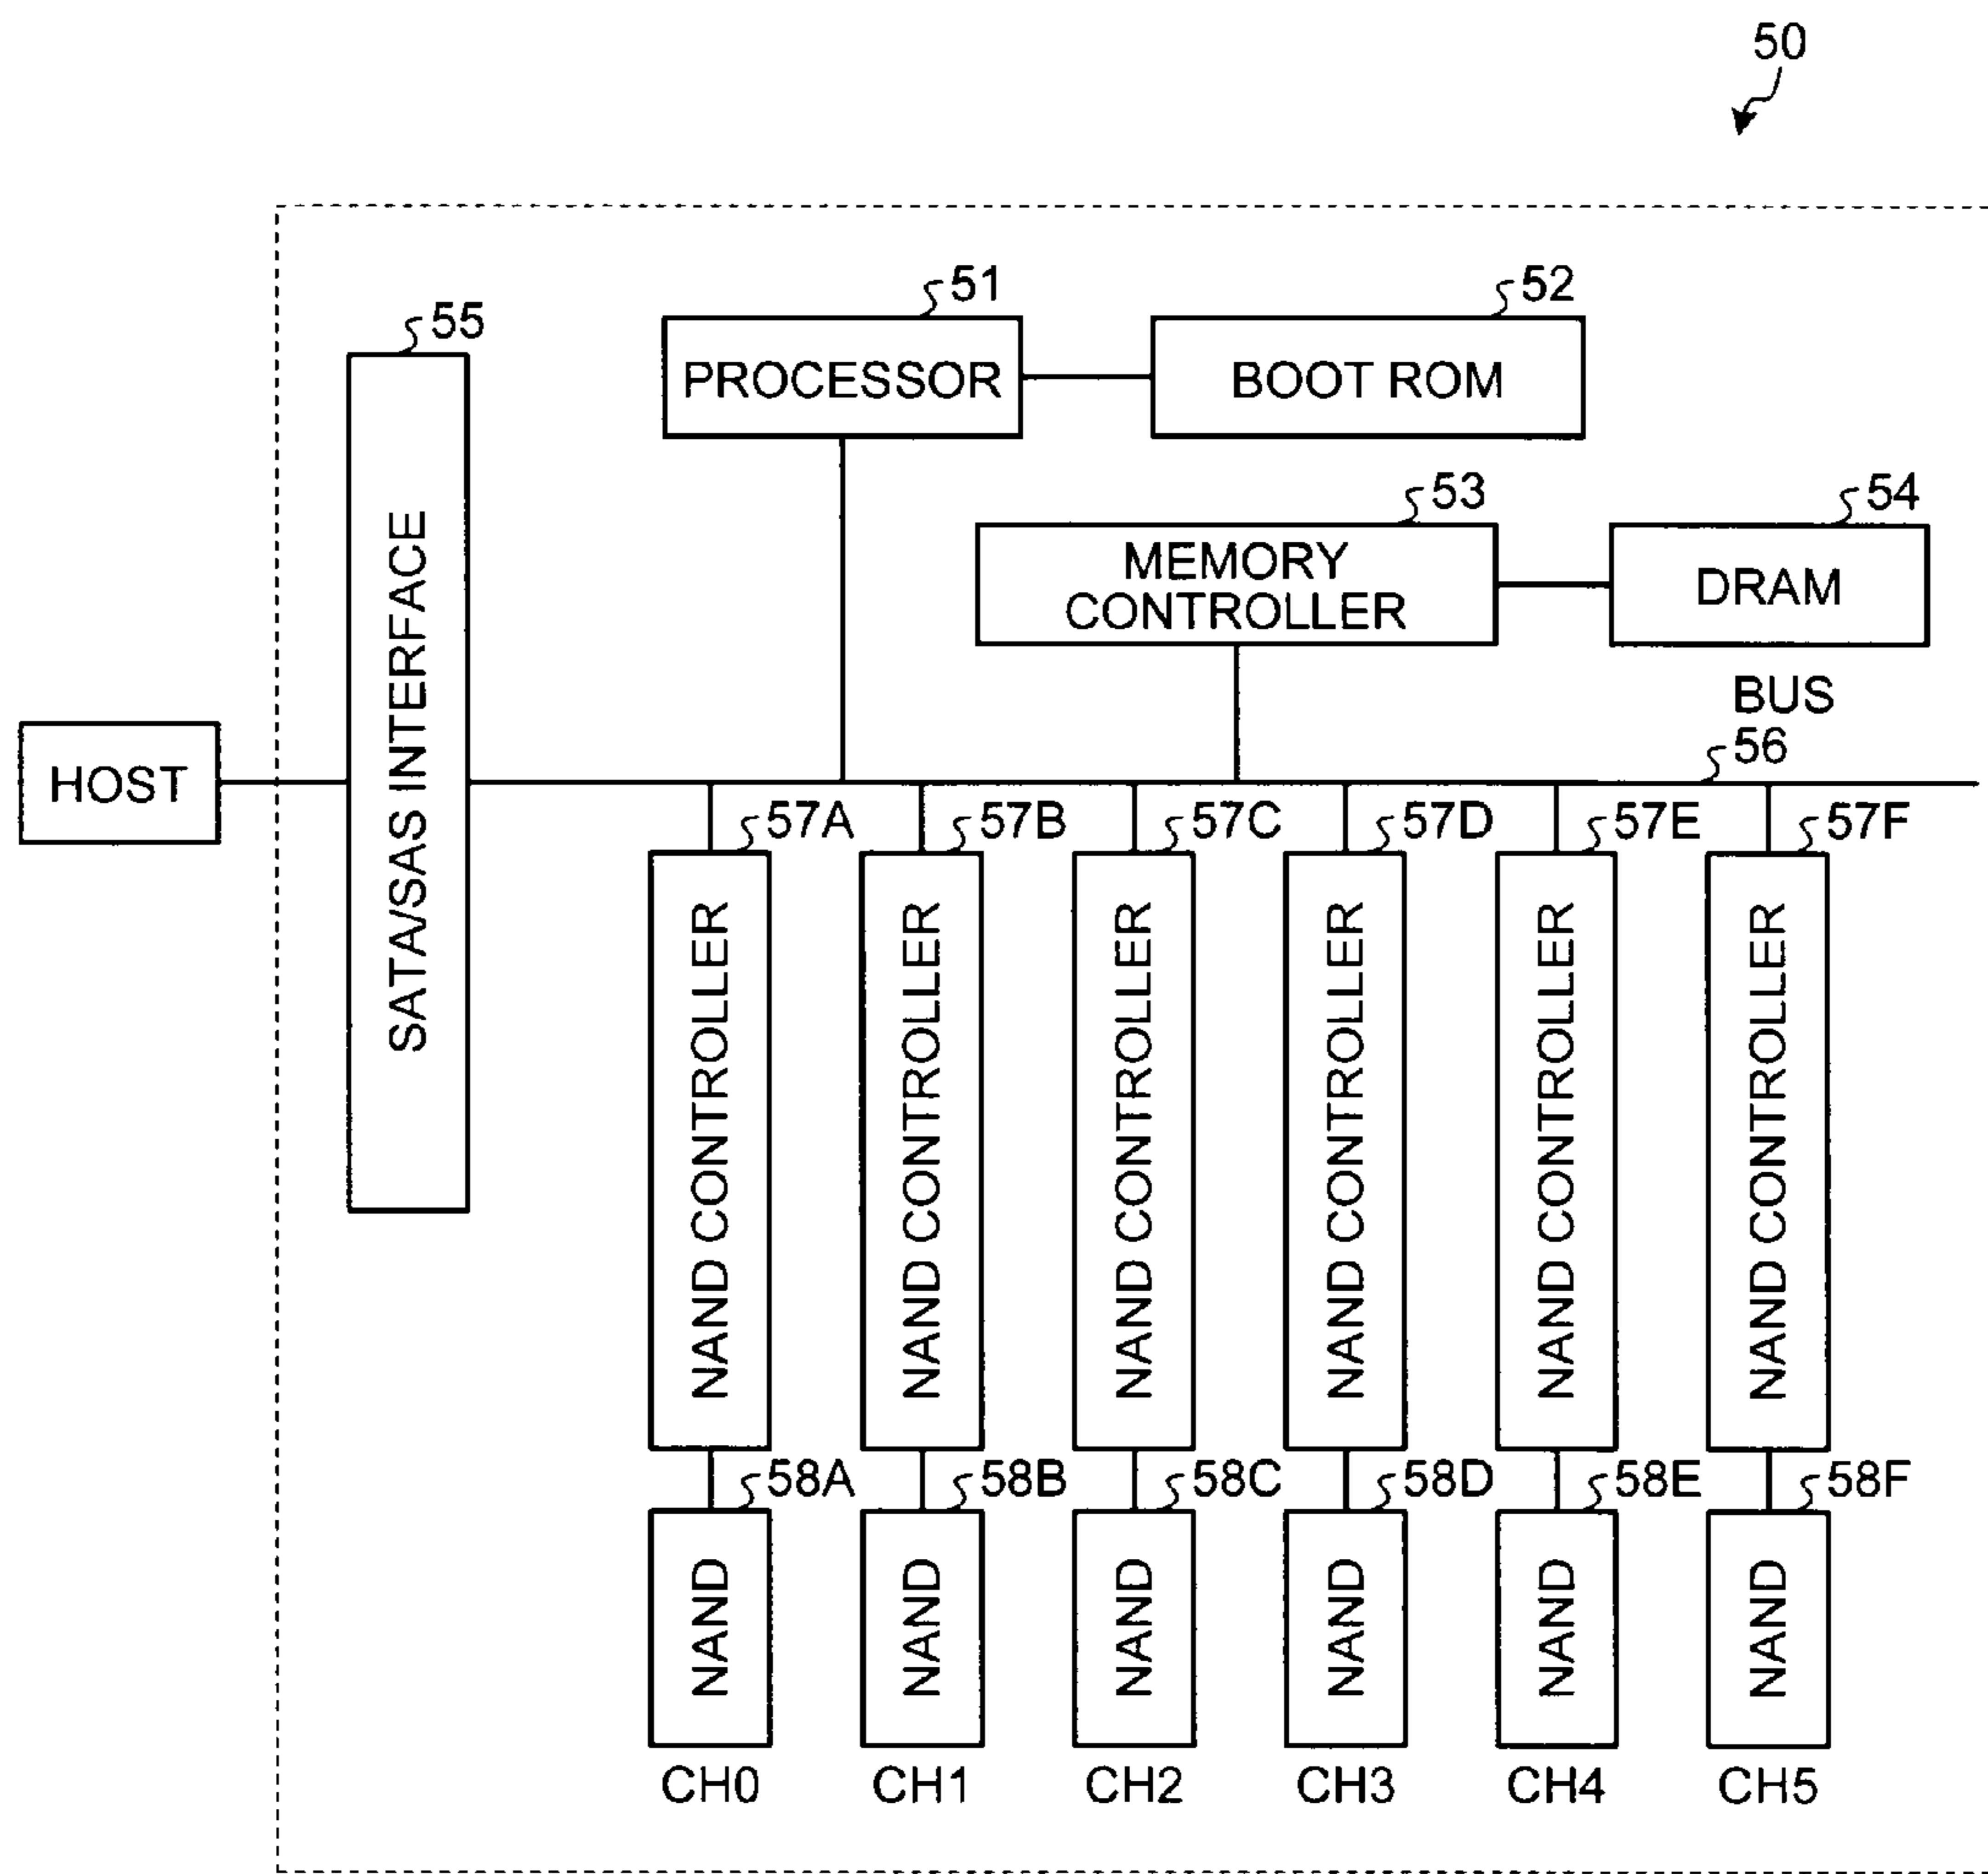 50
51
52
55
PROCESSOR
BOOT ROM
53
54
MEMORY
CONTROLLER
DRAM
SATA/SAS INTERFACE
BUS
56
HOST
57A
57B
57C
57D
57E
57F
NAND CONTROLLER
NAND CONTROLLER
NAND CONTROLLER
NAND CONTROLLER
NAND CONTROLLER
NAND CONTROLLER
58A
58B
58C
58D
58E
58F
NAND
NAND
NAND
NAND
NAND
NAND
CH0
CH1
CH2
CH3
CH4
CH5